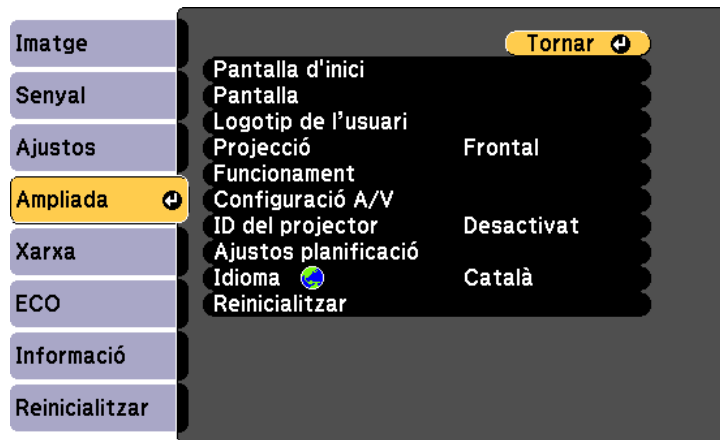 Imatge
Senyal
Ajustos
Ampliada
Xarxa
ECO
Informació
Reinicialitzar
Tornar
Pantalla d'inici
Pantalla
Logotip de l’usuari
Projecció Frontal
Funcionament
Configuració A/V
ID del projector Desactivat
Ajustos planificació
Idioma Català
Reinicialitzar